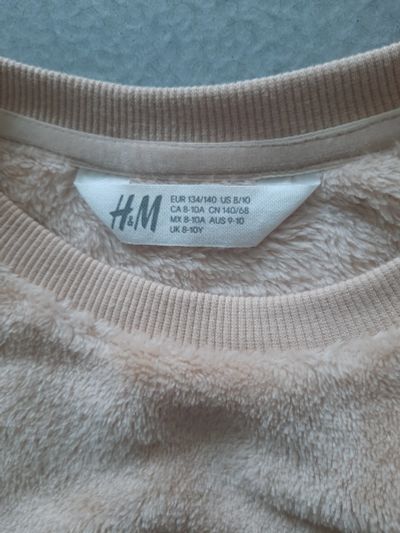 H&M
EUR 134/140 US 8/10
CA 8-10A CN 140/68
MX 8-10A AUS 9-10
UK 8-10Y